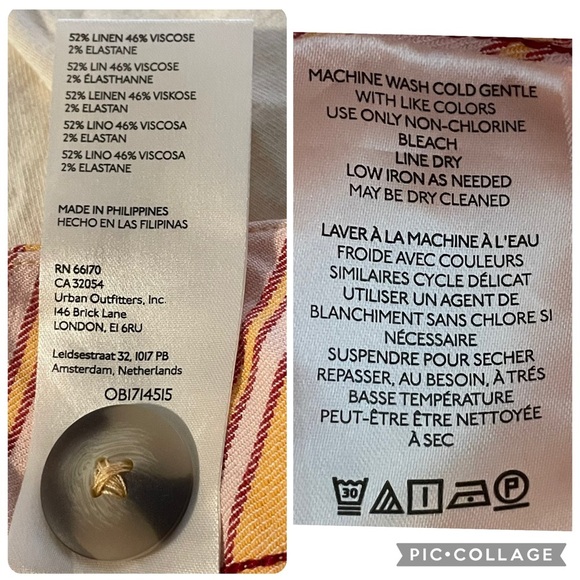 52% LINEN 46% VISCOSE
2% ELASTANE
52% LIN 46% VISCOSE
2% ÉLASTHANNE
52% LEINEN 46% VISKOSE
2% ELASTAN
52% LINO 46% VISCOSA
2% ELASTAN
52% LINO 46% VISCOSA
2% ELASTAN
MADE IN PHILIPPINES
HECHO EN LAS FILIPINAS
RN 66170
CA 32054
Urban Outfitters, Inc.
146 Brick Lane
LONDON, E1 6RU
Leidsestraat 32, 1017 PB
Amsterdam, Netherlands
OB1714515
MACHINE WASH COLD GENTLE
WITH LIKE COLORS
USE ONLY NON-CHLORINE
BLEACH
LINE DRY
LOW IRON AS NEEDED
MAY BE DRY CLEANED
LAVER À LA MACHINE À L'EAU
FROIDE AVEC COULEURS
SIMILAIRES CYCLE DÉLICAT
UTILISER UN AGENT DE
BLANCHIMENT SANS CHLORE SI
NÉCESSAIRE
SUSPENDRE POUR SECHER
REPASSER, AU BESOIN, À TRÉS
BASSE TEMPÉRATURE
PEUT-ÊTRE ÊTRE NETTOYÉE
À SEC
30
P
PIC•COLLAGE